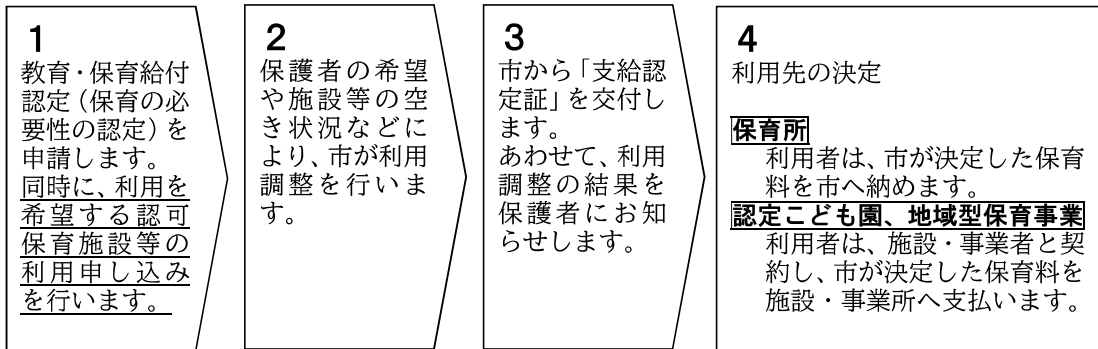 1
教育・保育給付
認定（保育の必
要性の認定）を
申請します。
同時に、利用を
希望する認可
保育施設等の
利用申し込み
を行います。
2
保護者の希望
や施設等の空
き状況などに
より、市が利用
調整を行いま
す。
3
市から「支給認
定証」を交付し
ます。
あわせて、利用
調整の結果を
保護者にお知
らせします。
4
利用先の決定
保育所
利用者は、市が決定した保育
料を市へ納めます。
認定こども園、地域型保育事業
利用者は、施設・事業者と契
約し、市が決定した保育料を
施設・事業所へ支払います。